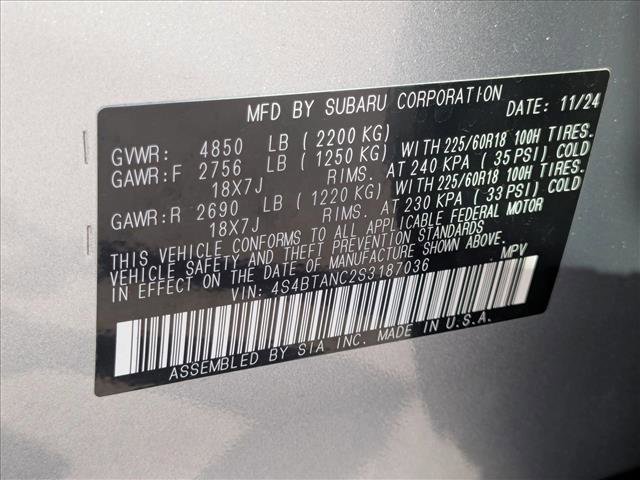 MFD BY SUBARU CORPORATION DATE: 11/24
GVWR: 4850 LB ( 2200 KG)
GAWR:F 2756 LB ( 1250 KG) WITH 225/60R18 100H TIRES.
18X7J RIMS. AT 240 KPA ( 35 PSI) COLD
GAWR:R 2690 LB ( 1220 KG) WITH 225/60R18 100H TIRES.
18X7J RIMS. AT 230 KPA ( 33 PSI) COLD
THIS VEHICLE CONFORMS TO ALL APPLICABLE FEDERAL MOTOR
VEHICLE SAFETY AND THEFT PREVENTION STANDARDS
IN EFFECT ON THE DATE OF MANUFACTURE SHOWN ABOVE.
VIN: 4S4BTANC2S3187036 MPV
ASSEMBLED BY SIA INC. MADE IN U.S.A.